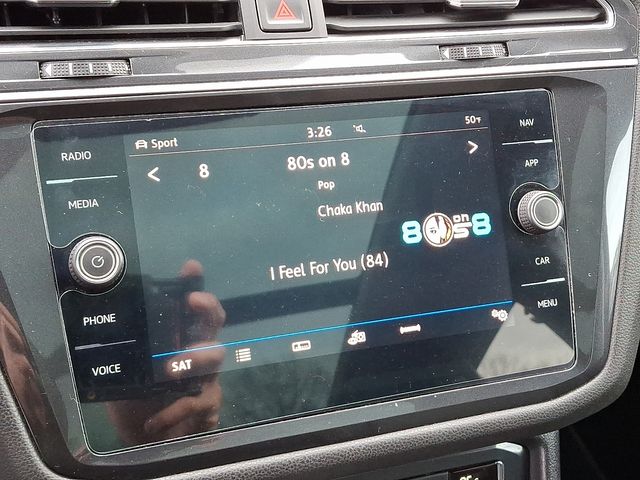 RADIO
MEDIA
PHONE
VOICE
Sport
3:26
50°F
8
80s on 8
Pop
Chaka Khan
8 on s 8
I Feel For You (84)
SAT
NAV
APP
CAR
MENU